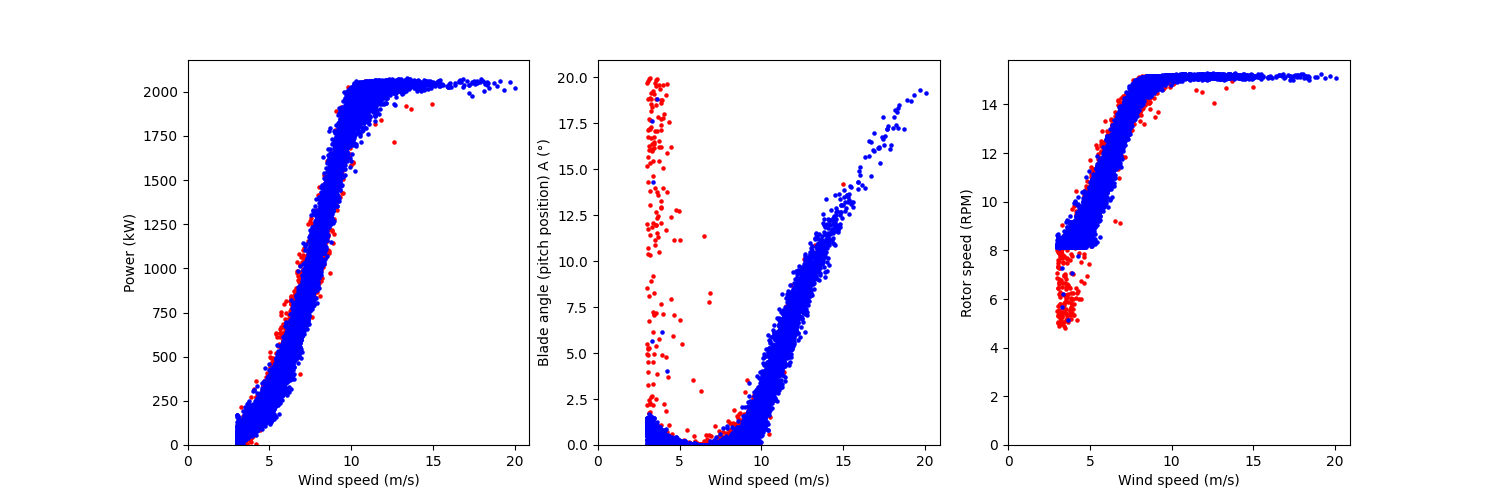 Power (kW)
2000
1750
1500
1250
1000
750
500
250
0
0 5 10 15 20
Wind speed (m/s)
Blade angle (pitch position) A (°)
20.0
17.5
15.0
12.5
10.0
7.5
5.0
2.5
0.0
0 5 10 15 20
Wind speed (m/s)
Rotor speed (RPM)
14
12
10
8
6
4
2
0
0 5 10 15 20
Wind speed (m/s)